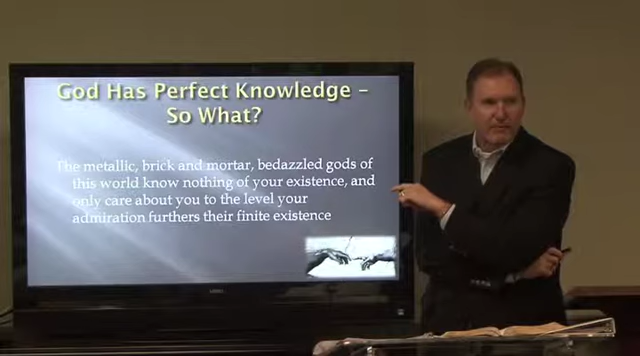 God Has Perfect Knowledge –
So What?
The metallic, brick and mortar, bedazzled gods of
this world know nothing of your existence, and
only care about you to the level your
admiration furthers their finite existence